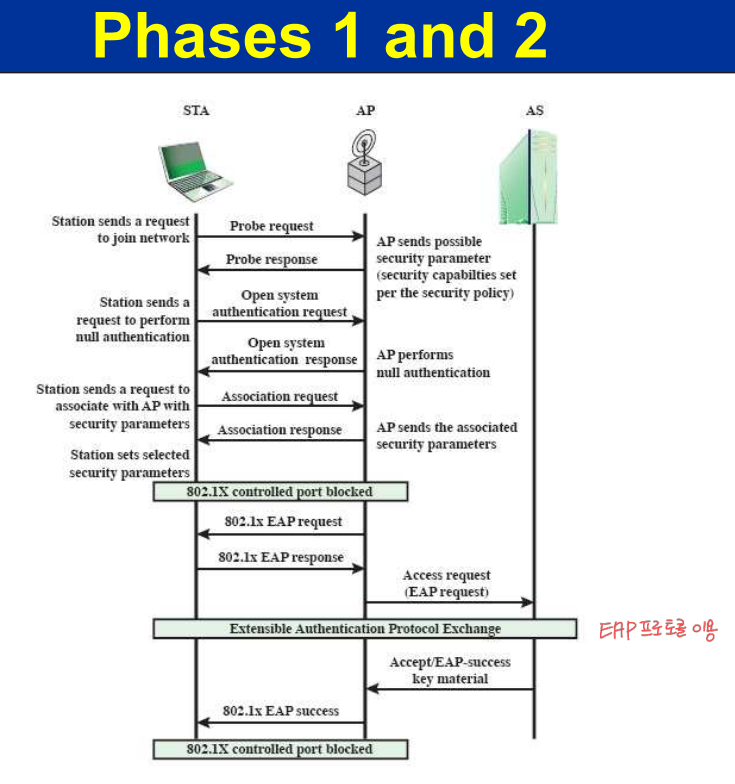 Phases 1 and 2
STA
AP
AS
Station sends a request
to join network
Probe request
AP sends possible
security parameter
(security capabilties set
per the security policy)
Probe response
Station sends a
request to perform
null authentication
Open system
authentication request
Open system
authentication response
AP performs
null authentication
Station sends a request to
associate with AP with
security parameters
Association request
Association response
AP sends the associated
security parameters
Station sets selected
security parameters
802.1X controlled port blocked
802.1x EAP request
802.1x EAP response
Access request
(EAP request)
Extensible Authentication Protocol Exchange
EAP 프로토콜 이용
Accept/EAP-success
key material
802.1x EAP success
802.1X controlled port blocked